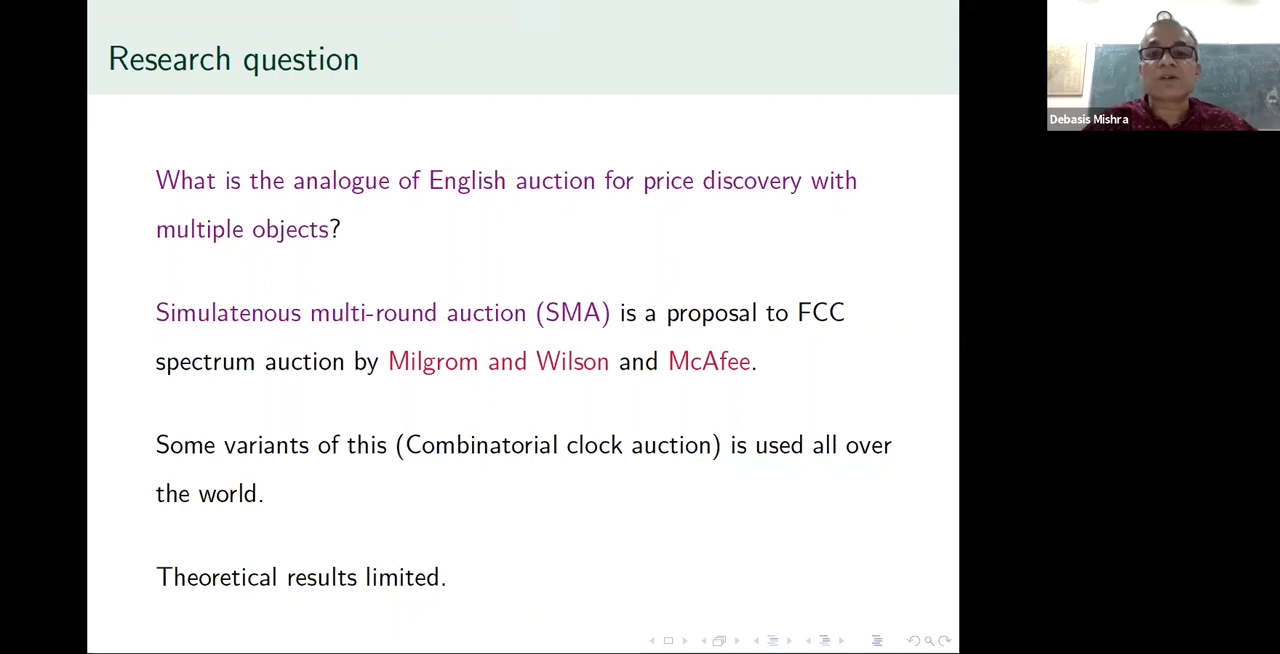 Research question
What is the analogue of English auction for price discovery with
multiple objects?
Simulatenous multi-round auction (SMA) is a proposal to FCC
spectrum auction by Milgrom and Wilson and McAfee.
Some variants of this (Combinatorial clock auction) is used all over
the world.
Theoretical results limited.
Debasis Mishra